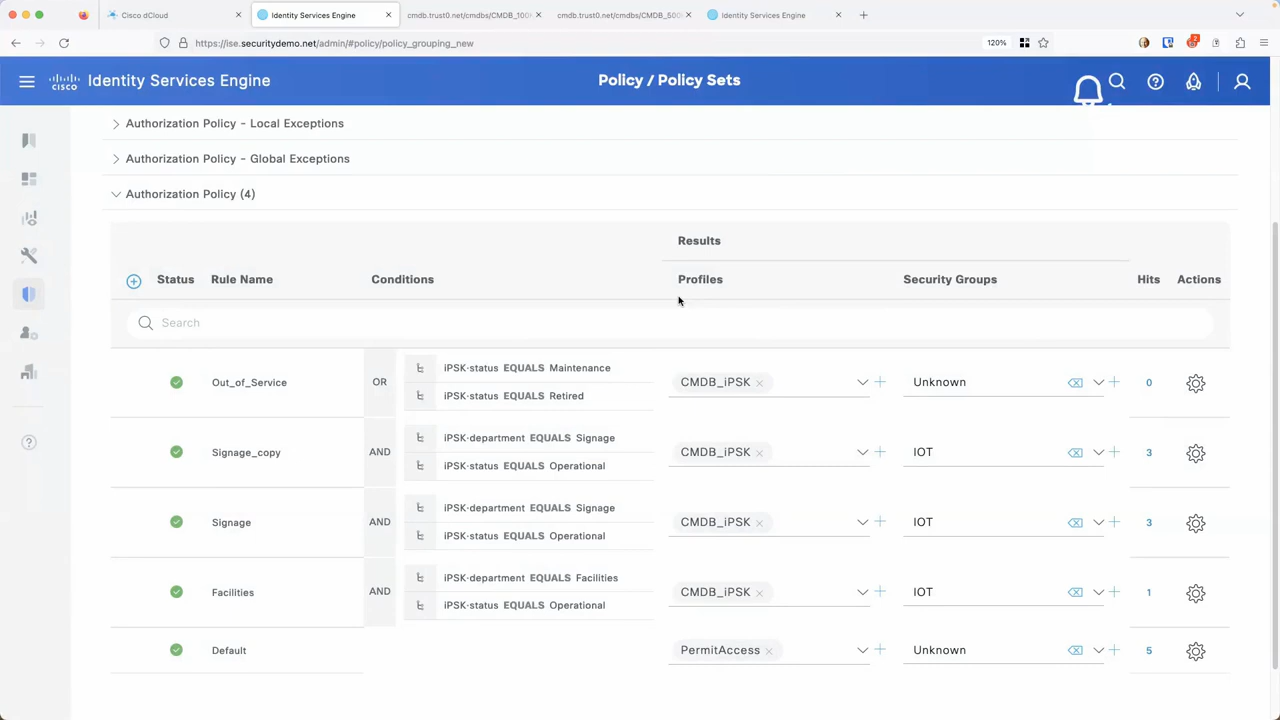 Cisco dCloud
Identity Services Engine
cmdb.trust0.net/cmdbs/CMDB_100
cmdb.trust0.net/cmdbs/CMDB_500
Identity Services Engine
https://ise.securitydemo.net/admin/#policy/policy_grouping_new
120%
cisco Identity Services Engine
Policy / Policy Sets
Authorization Policy - Local Exceptions
Authorization Policy - Global Exceptions
Authorization Policy (4)
Results
Status Rule Name Conditions Profiles Security Groups Hits Actions
Search
Out_of_Service OR iPSK-status EQUALS Maintenance CMDB_iPSK Unknown 0
iPSK-status EQUALS Retired
Signage_copy AND iPSK-department EQUALS Signage CMDB_iPSK IOT 3
iPSK-status EQUALS Operational
Signage AND iPSK-department EQUALS Signage CMDB_iPSK IOT 3
iPSK-status EQUALS Operational
Facilities AND iPSK-department EQUALS Facilities CMDB_iPSK IOT 1
iPSK-status EQUALS Operational
Default PermitAccess Unknown 5